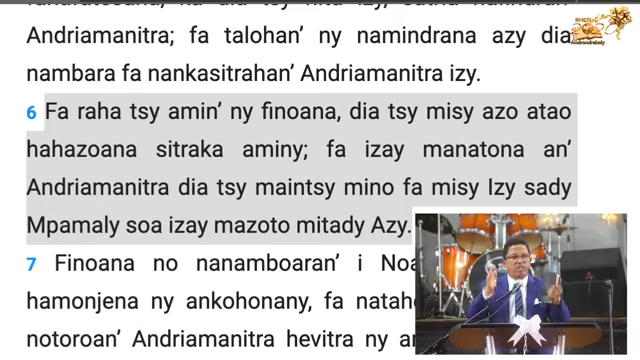 Andriamanitra; fa talohan’ ny namindrana azy dia
nambara fa nankasitrahan’ Andriamanitra izy.
6 Fa raha tsy amin’ ny finoana, dia tsy misy azo atao
hahazoana sitraka aminy; fa izay manatona an’
Andriamanitra dia tsy maintsy mino fa misy Izy sady
Mpamaly soa izay mazoto mitady Azy.
7 Finoana no nanamboaran’ i
hamonjena ny ankohonany, fa
notoroan’ Andriamanitra hevitra ny